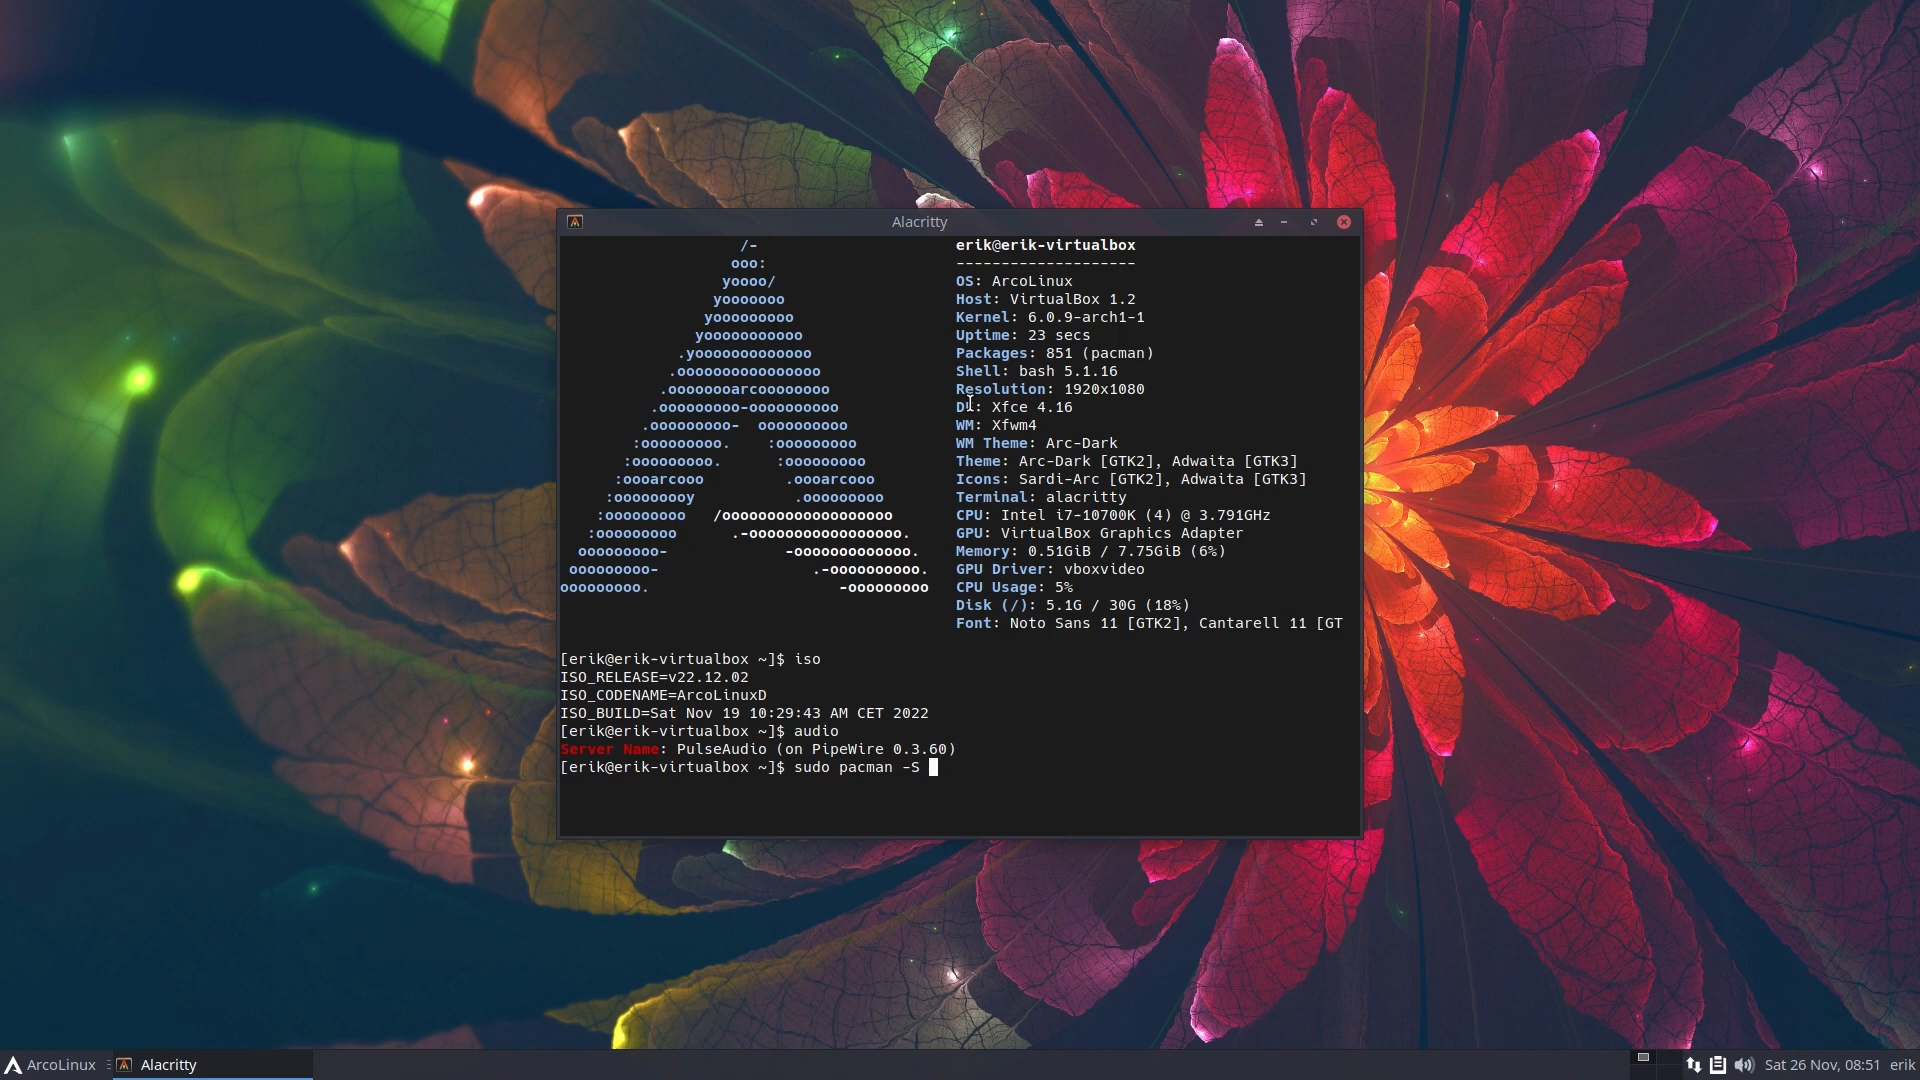 Alacritty
/-
ooo:
yoooo/
yooooooo
yooooooooo
yooooooooooo
.yooooooooooooo
.oooooooooooooooo
.ooooooooarcoooooooo
.ooooooooo-oooooooooo
.ooooooooo-  oooooooooo
:ooooooooo.    :ooooooooo
:ooooooooo.      :ooooooooo
:oooarcooo         .oooarcooo
:ooooooooy           .ooooooooo
:ooooooooo   /ooooooooooooooooooo
:ooooooooo      .-ooooooooooooooooo.
ooooooooo-             -ooooooooooooo.
ooooooooo-                 .-oooooooooo.
ooooooooo.                     -ooooooooo
erik@erik-virtualbox
--------------------
OS: ArcoLinux
Host: VirtualBox 1.2
Kernel: 6.0.9-arch1-1
Uptime: 23 secs
Packages: 851 (pacman)
Shell: bash 5.1.16
Resolution: 1920x1080
DE: Xfce 4.16
WM: Xfwm4
WM Theme: Arc-Dark
Theme: Arc-Dark [GTK2], Adwaita [GTK3]
Icons: Sardi-Arc [GTK2], Adwaita [GTK3]
Terminal: alacritty
CPU: Intel i7-10700K (4) @ 3.791GHz
GPU: VirtualBox Graphics Adapter
Memory: 0.51GiB / 7.75GiB (6%)
GPU Driver: vboxvideo
CPU Usage: 5%
Disk (/): 5.1G / 30G (18%)
Font: Noto Sans 11 [GTK2], Cantarell 11 [GT
[erik@erik-virtualbox ~]$ iso
ISO_RELEASE=v22.12.02
ISO_CODENAME=ArcoLinuxD
ISO_BUILD=Sat Nov 19 10:29:43 AM CET 2022
[erik@erik-virtualbox ~]$ audio
Server Name: PulseAudio (on PipeWire 0.3.60)
[erik@erik-virtualbox ~]$ sudo pacman -S
ArcoLinux
Alacritty
Sat 26 Nov, 08:51
erik